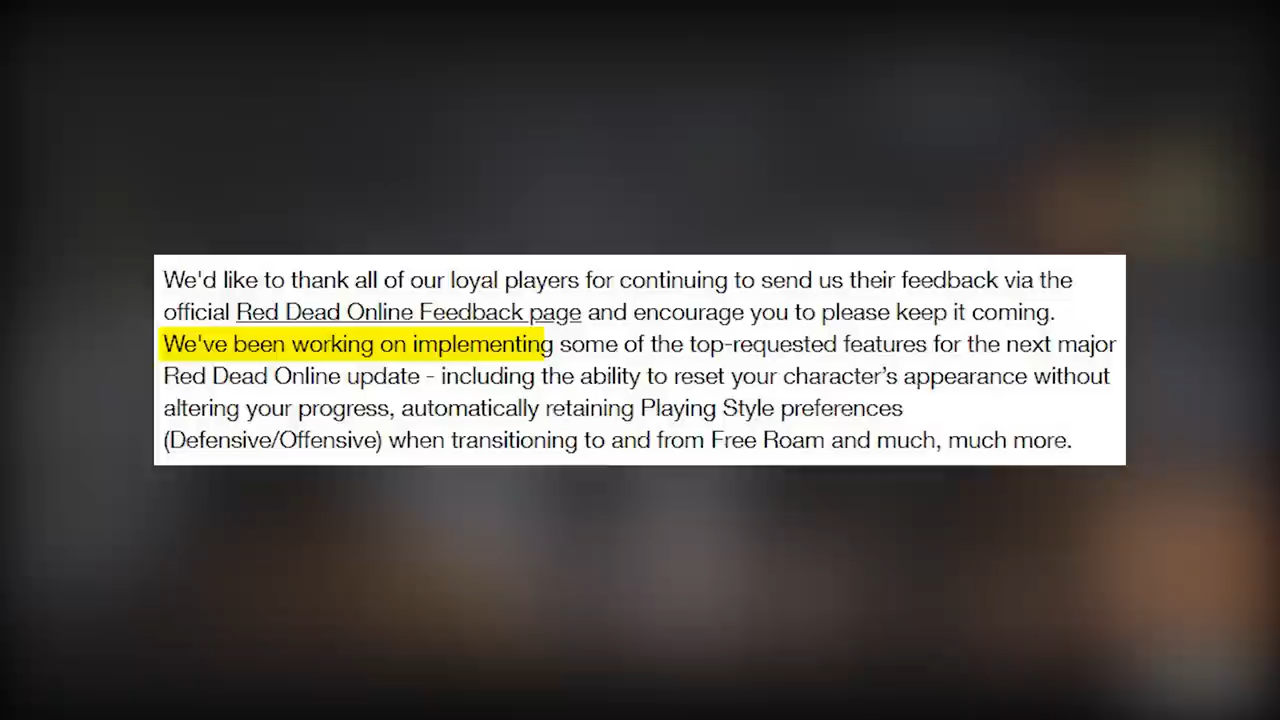 We'd like to thank all of our loyal players for continuing to send us their feedback via the
official Red Dead Online Feedback page and encourage you to please keep it coming.
We've been working on implementing some of the top-requested features for the next major
Red Dead Online update - including the ability to reset your character's appearance without
altering your progress, automatically retaining Playing Style preferences
(Defensive/Offensive) when transitioning to and from Free Roam and much, much more.